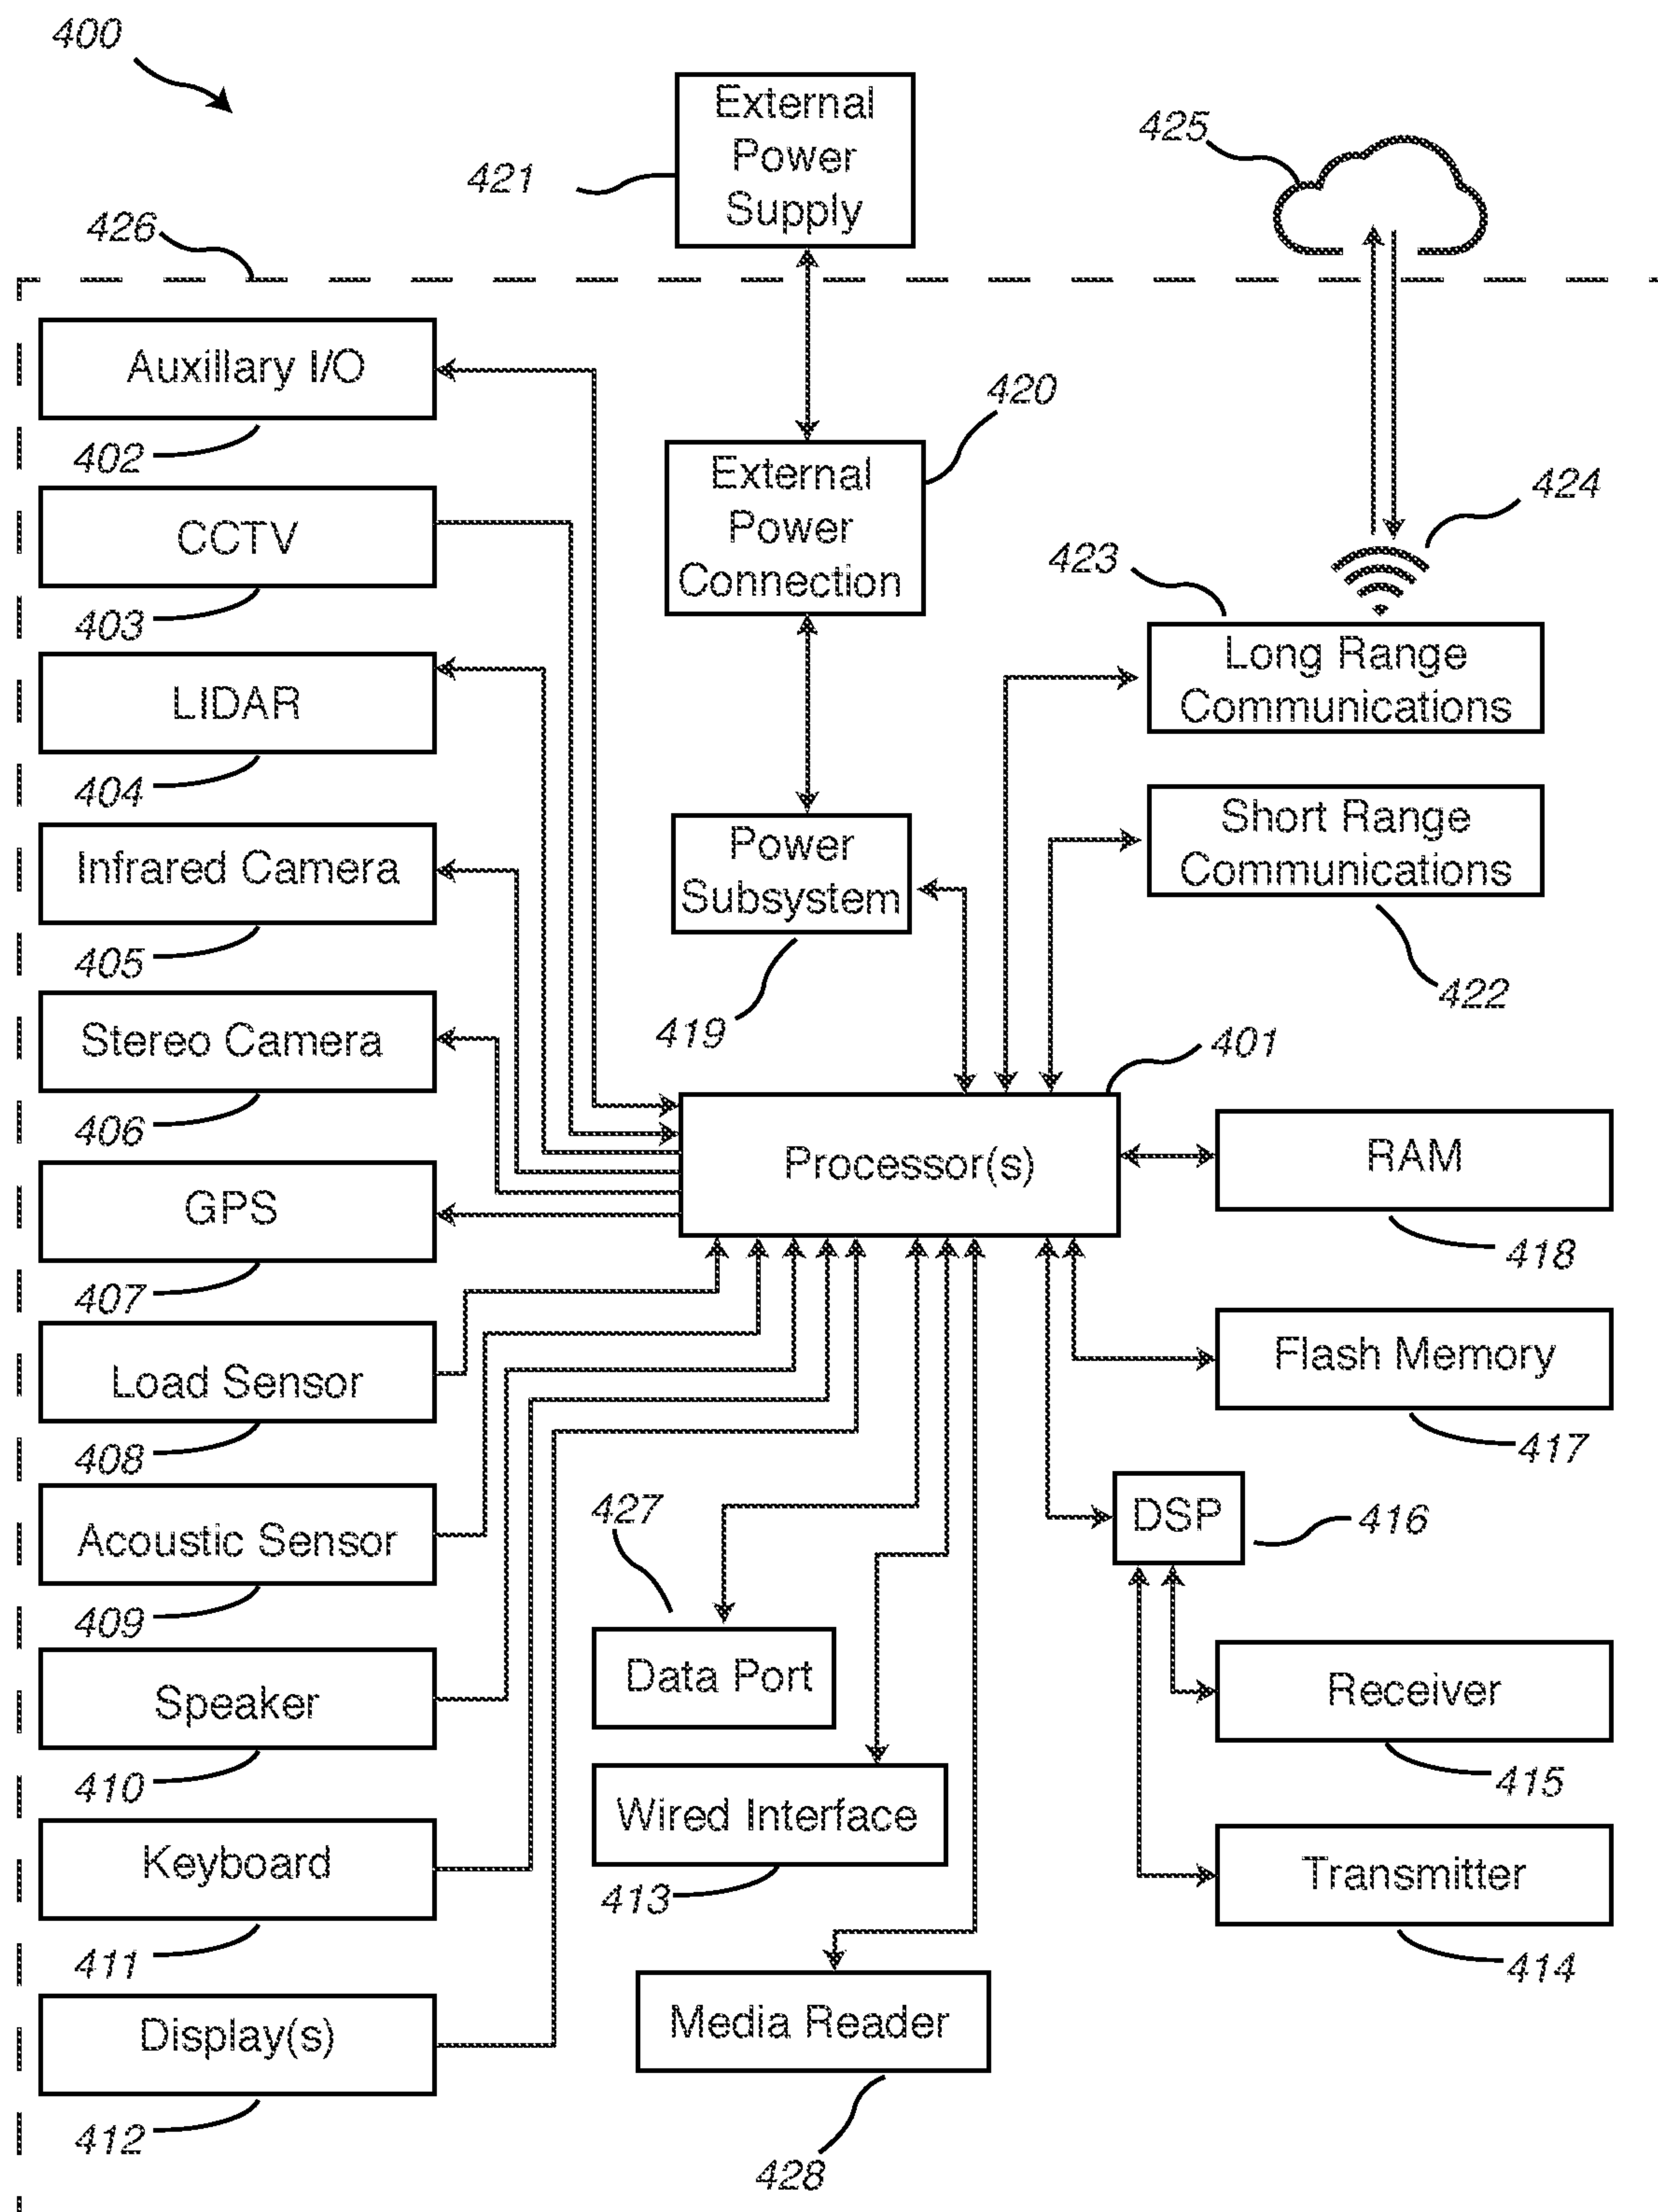 400
External
Power
Supply
421
425
426
Auxillary I/O
402
420
External
Power
Connection
424
CCTV
403
423
Long Range
Communications
LIDAR
404
Short Range
Communications
422
Power
Subsystem
419
Infrared Camera
405
Stereo Camera
406
401
Processor(s)
RAM
418
GPS
407
Load Sensor
408
Flash Memory
417
Acoustic Sensor
409
427
Data Port
DSP
416
Speaker
410
Receiver
415
Wired Interface
413
Keyboard
411
Transmitter
414
Display(s)
412
Media Reader
428